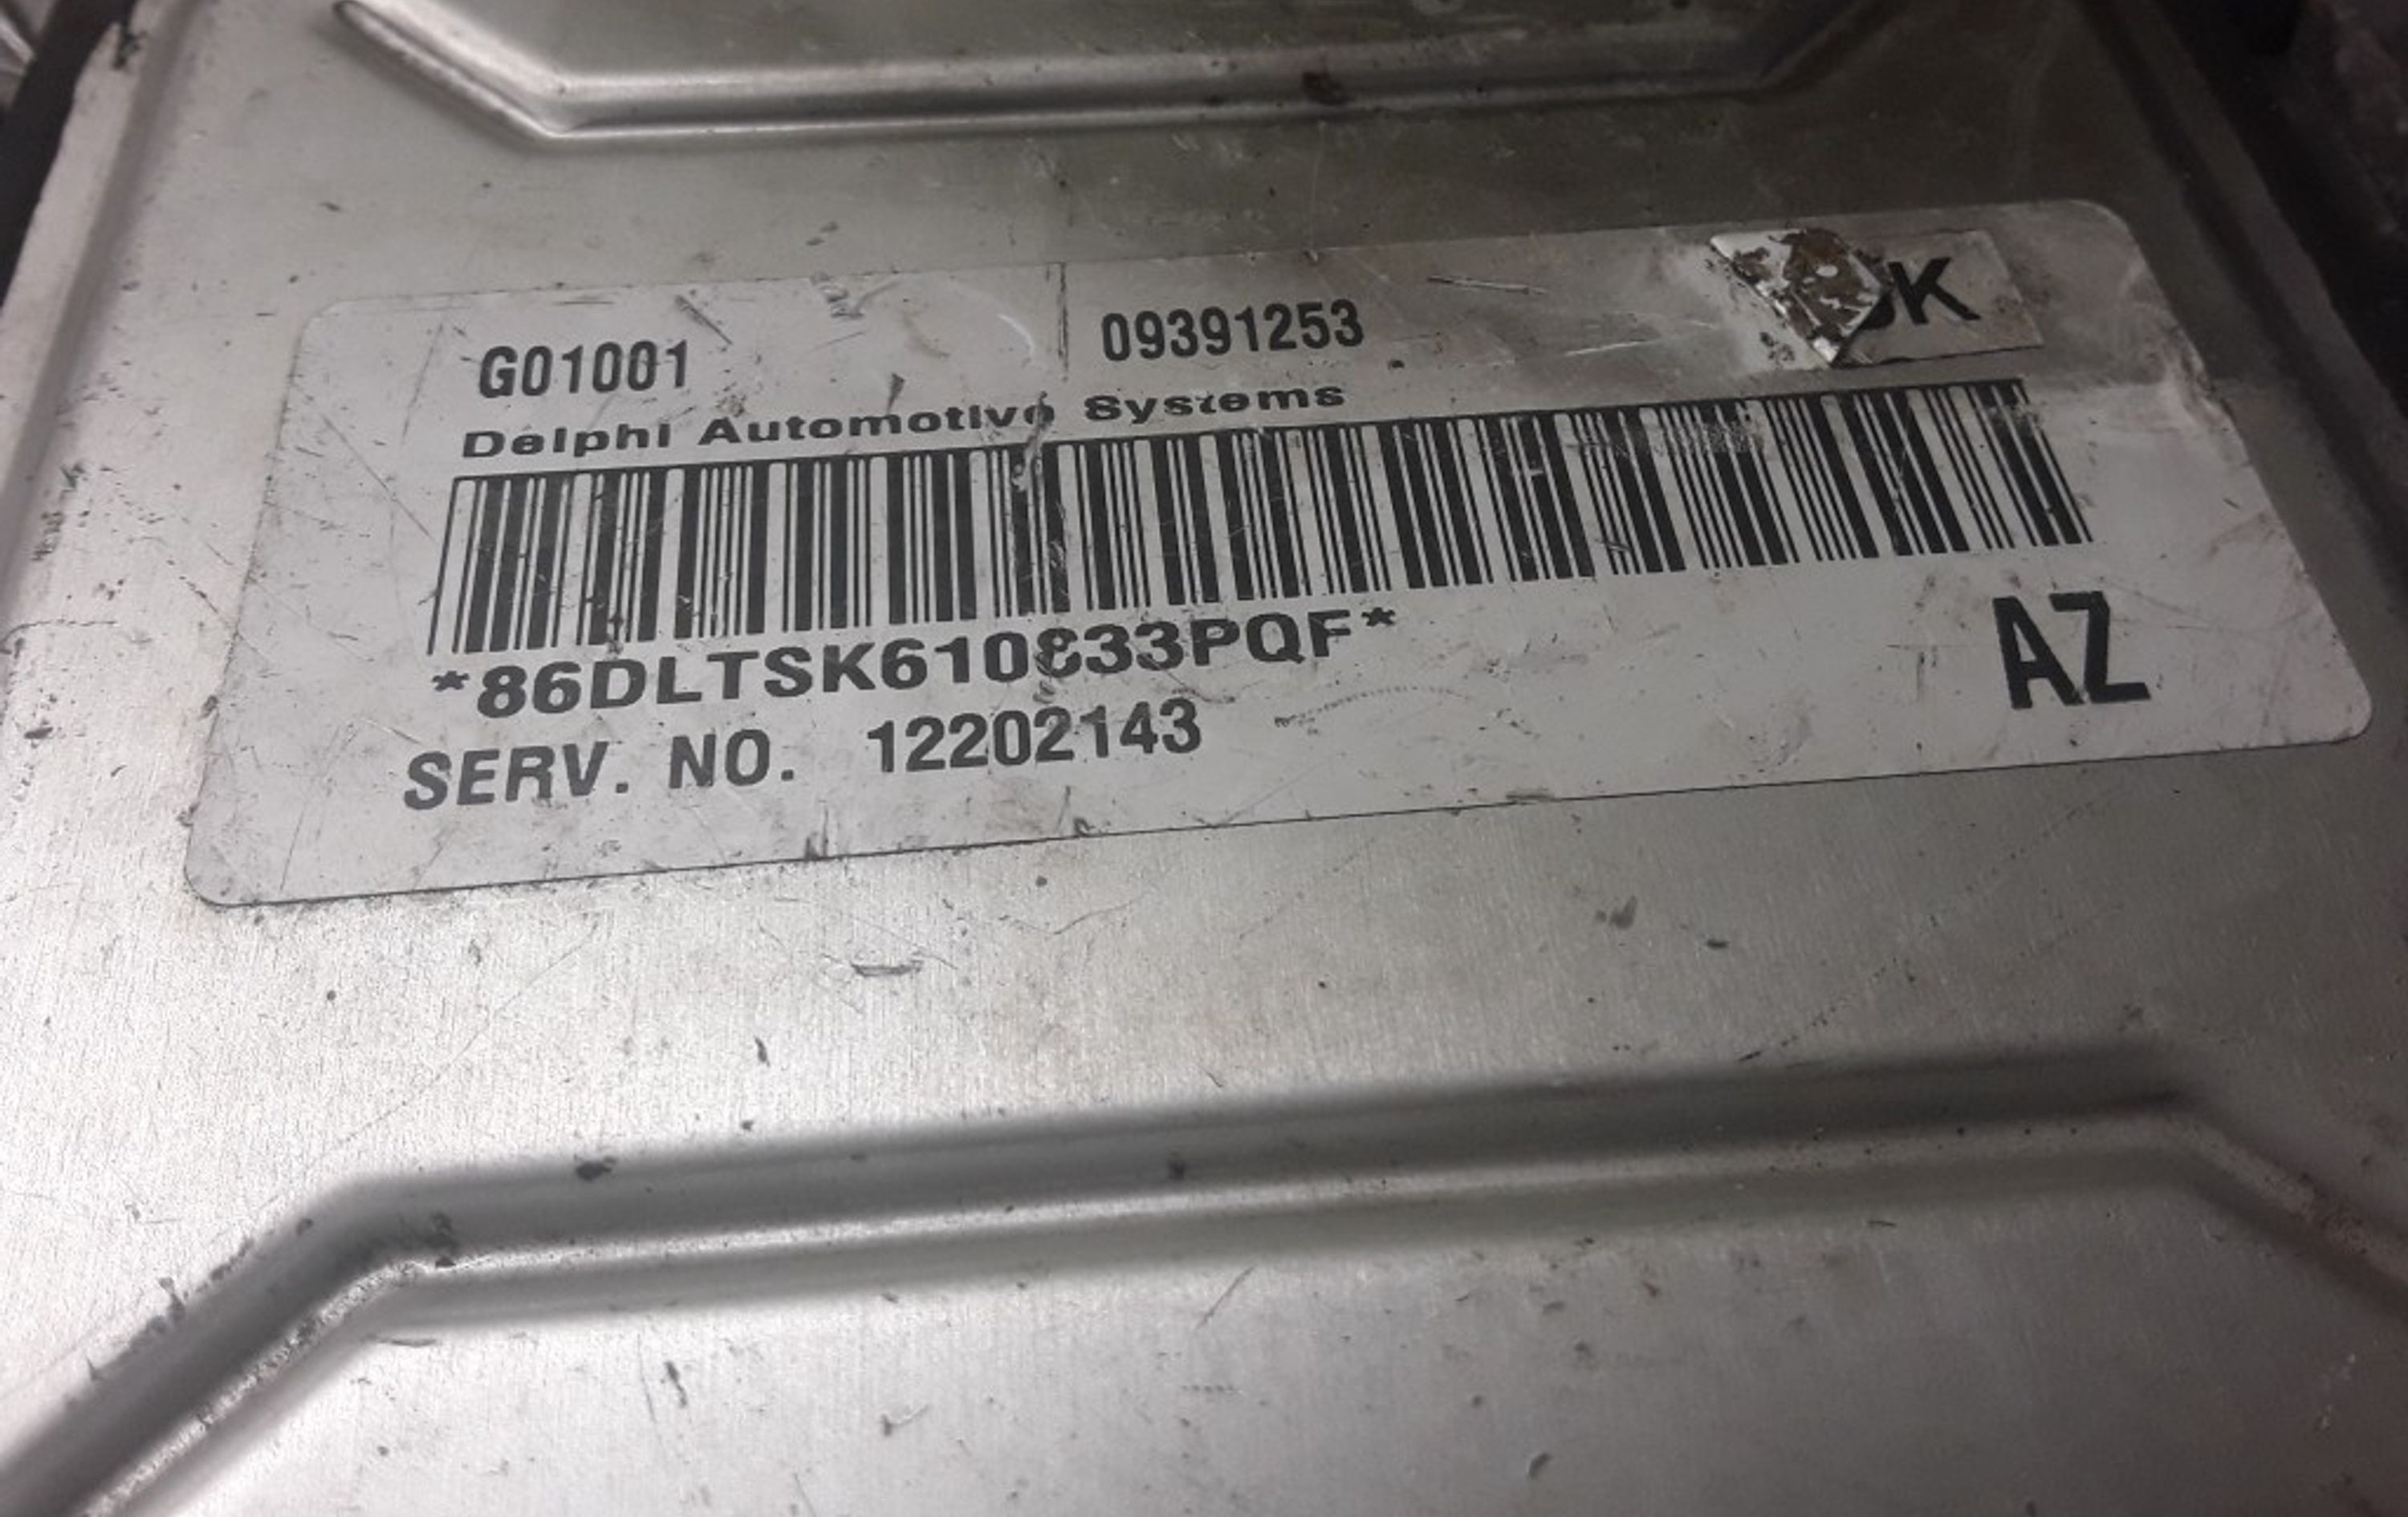 G01001 09391253
Delphi Automotive Systems
*86DLTSK610833PQF*
SERV. NO. 12202143
AZ